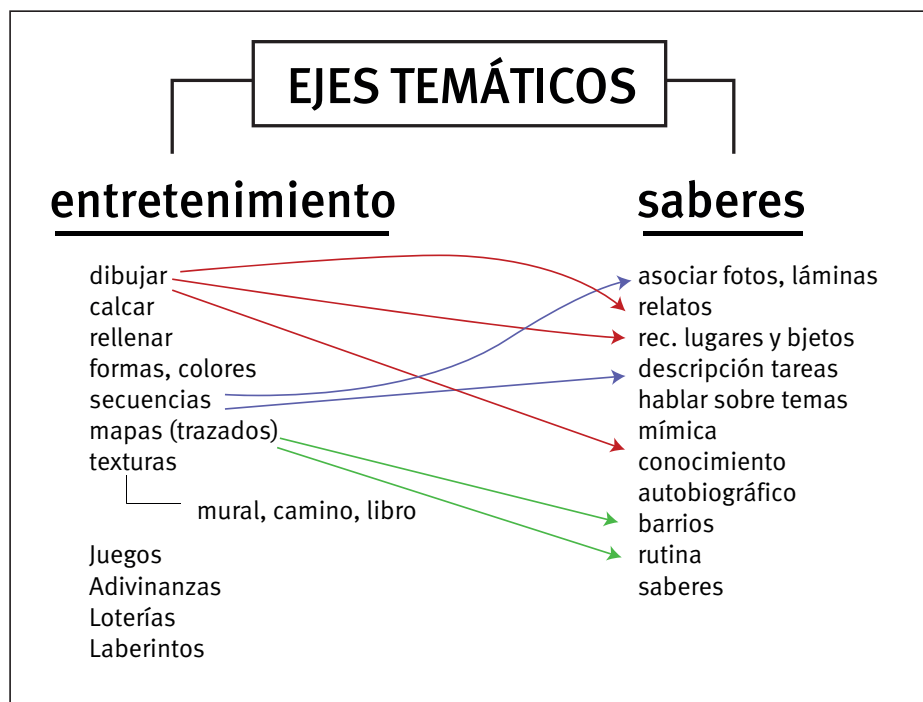 EJES TEMÁTICOS
entretenimiento
dibujar
calcar
rellenar
formas, colores
secuencias
mapas (trazados)
texturas
mural, camino, libro
Juegos
Adivinanzas
Loterías
Laberintos
saberes
asociar fotos, láminas
relatos
rec. lugares y bjetos
descripción tareas
hablar sobre temas
mímica
conocimiento
autobiográfico
barrios
rutina
saberes